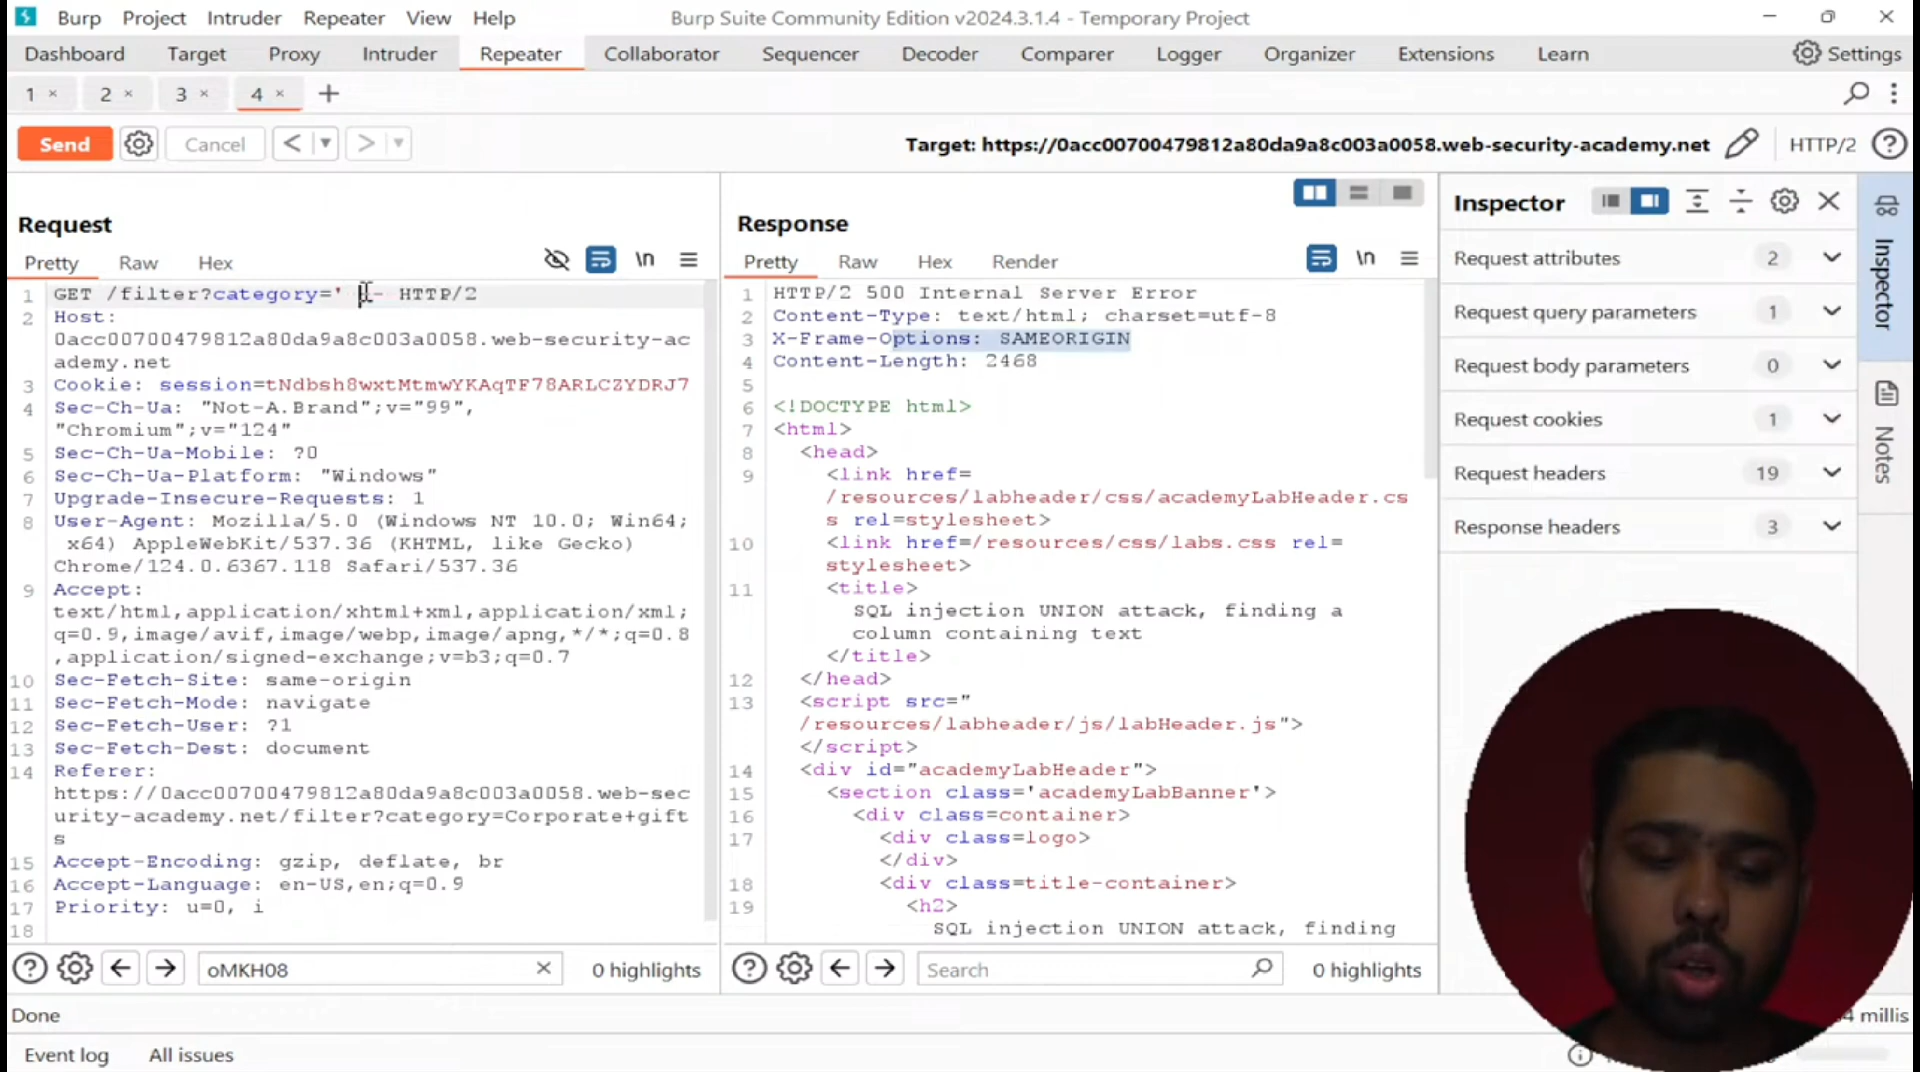 Burp Project Intruder Repeater View Help Burp Suite Community Edition v2024.3.1.4 - Temporary Project
Dashboard Target Proxy Intruder Repeater Collaborator Sequencer Decoder Comparer Logger Organizer Extensions Learn Settings
1 × 2 × 3 × 4 × +
Send Cancel < > Target: https://0acc00700479812a80da9a8c003a0058.web-security-academy.net HTTP/2
Request
Pretty Raw Hex \n
1 GET /filter?category=' -- HTTP/2
2 Host:
0acc00700479812a80da9a8c003a0058.web-security-ac
ademy.net
3 Cookie: session=tNdbsh8wxtMtmwYKAqTF78ARLCZYDRJ7
4 Sec-Ch-Ua: "Not-A.Brand";v="99",
"Chromium";v="124"
5 Sec-Ch-Ua-Mobile: ?0
6 Sec-Ch-Ua-Platform: "Windows"
7 Upgrade-Insecure-Requests: 1
8 User-Agent: Mozilla/5.0 (Windows NT 10.0; Win64;
x64) AppleWebKit/537.36 (KHTML, like Gecko)
Chrome/124.0.6367.118 Safari/537.36
9 Accept:
text/html,application/xhtml+xml,application/xml;
q=0.9,image/avif,image/webp,image/apng,*/*;q=0.8
,application/signed-exchange;v=b3;q=0.7
10 Sec-Fetch-Site: same-origin
11 Sec-Fetch-Mode: navigate
12 Sec-Fetch-User: ?1
13 Sec-Fetch-Dest: document
14 Referer:
https://0acc00700479812a80da9a8c003a0058.web-sec
urity-academy.net/filter?category=Corporate+gift
s
15 Accept-Encoding: gzip, deflate, br
16 Accept-Language: en-US,en;q=0.9
17 Priority: u=0, i
18
oMKH08 0 highlights
Response
Pretty Raw Hex Render \n
1 HTTP/2 500 Internal Server Error
2 Content-Type: text/html; charset=utf-8
3 X-Frame-Options: SAMEORIGIN
4 Content-Length: 2468
5
6 <!DOCTYPE html>
7 <html>
8 <head>
9 <link href=
/resources/labheader/css/academyLabHeader.cs
s rel=stylesheet>
10 <link href=/resources/css/labs.css rel=
stylesheet>
11 <title>
SQL injection UNION attack, finding a
column containing text
</title>
12 </head>
13 <script src="
/resources/labheader/js/labHeader.js">
</script>
14 <div id="academyLabHeader">
15 <section class='academyLabBanner'>
16 <div class=container>
17 <div class=logo>
</div>
18 <div class=title-container>
19 <h2>
SQL injection UNION attack, finding
Search 0 highlights
Inspector
Request attributes 2
Request query parameters 1
Request body parameters 0
Request cookies 1
Request headers 19
Response headers 3
Inspector
Notes
Done millis
Event log All issues